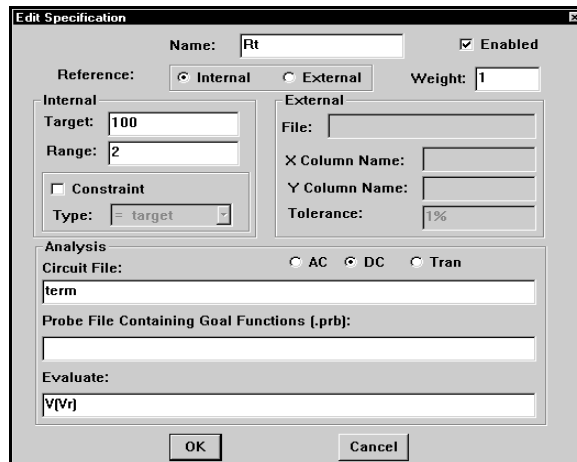 Edit Specification
Name: Rt Enabled
Reference: Internal External Weight: 1
Internal
Target: 100
Range: 2
Constraint
Type: = target
External
File:
X Column Name:
Y Column Name:
Tolerance: 1%
Analysis
Circuit File: AC DC Tran
term
Probe File Containing Goal Functions (.prb):
Evaluate:
V(Vr)
OK Cancel